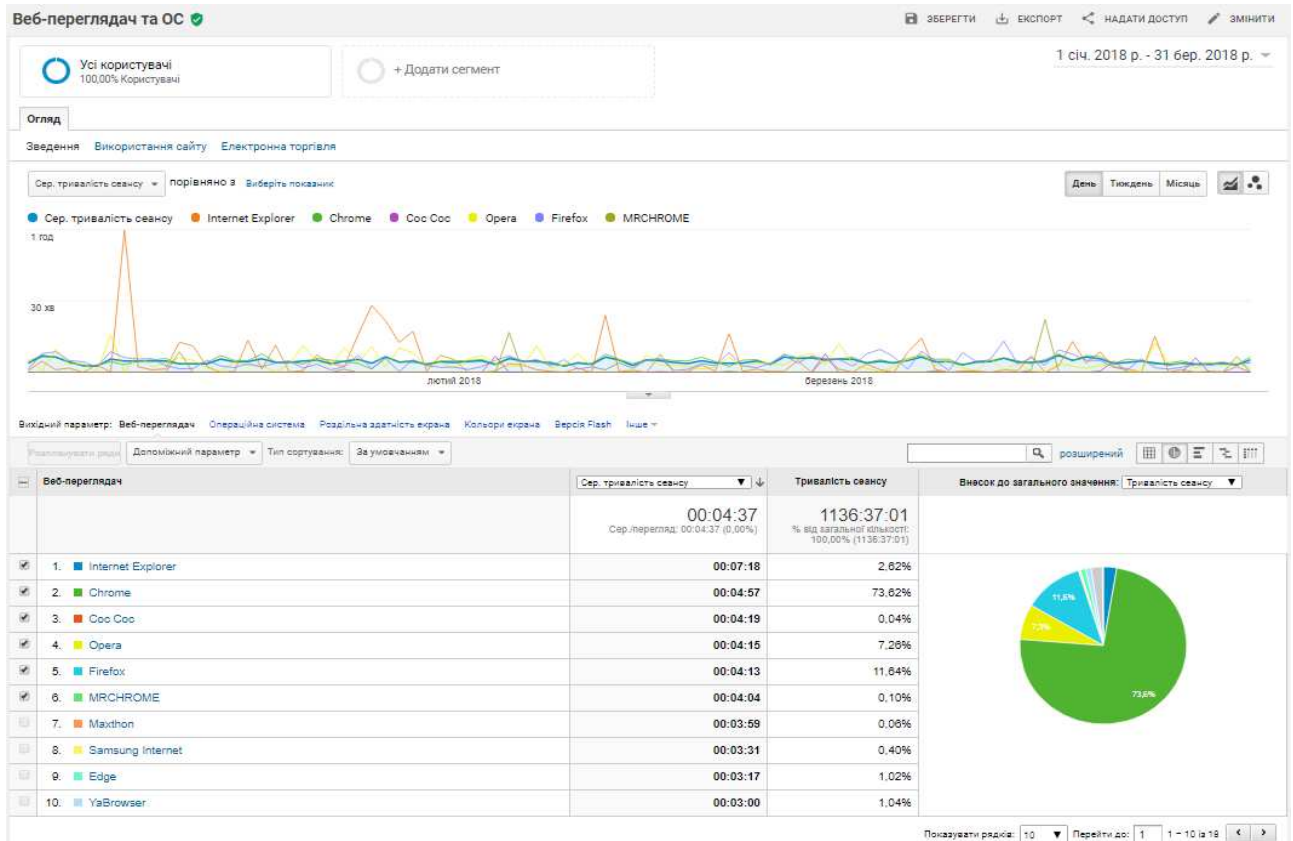 Веб-переглядач та ОС
ЗБЕРЕГТИ ЕКСПОРТ НАДАТИ ДОСТУП ЗМІНИТИ
Усі користувачі
100,00% Користувачі
+ Додати сегмент
1 січ. 2018 р. - 31 бер. 2018 р.
Огляд
Зведення Використання сайту Електронна торгівля
Сер. тривалість сеансу порівняно з Виберіть показник
День Тиждень Місяць
Сер. тривалість сеансу Internet Explorer Chrome Coc Coc Opera Firefox MRCHROME
1 год
30 хв
лютий 2018 березень 2018
Вихідний параметр: Веб-переглядач Операційна система Роздільна здатність екрана Кольори екрана Версія Flash Інше
Розпланувати ряди Допоміжний параметр Тип сортування: За умовчанням розширений
Веб-переглядач Сер. тривалість сеансу Тривалість сеансу Внесок до загального значення: Тривалість сеансу
00:04:37 1136:37:01
Сер./перегляд: 00:04:37 (0,00%) % від загальної кількості: 100,00% (1136:37:01)
1. Internet Explorer 00:07:18 2,62%
2. Chrome 00:04:57 73,62%
3. Coc Coc 00:04:19 0,04%
4. Opera 00:04:15 7,26%
5. Firefox 00:04:13 11,64%
6. MRCHROME 00:04:04 0,10%
7. Maxthon 00:03:59 0,06%
8. Samsung Internet 00:03:31 0,40%
9. Edge 00:03:17 1,02%
10. YaBrowser 00:03:00 1,04%
11,6%
7,3%
73,6%
Показувати рядків: 10 Перейти до: 1 1 – 10 із 18